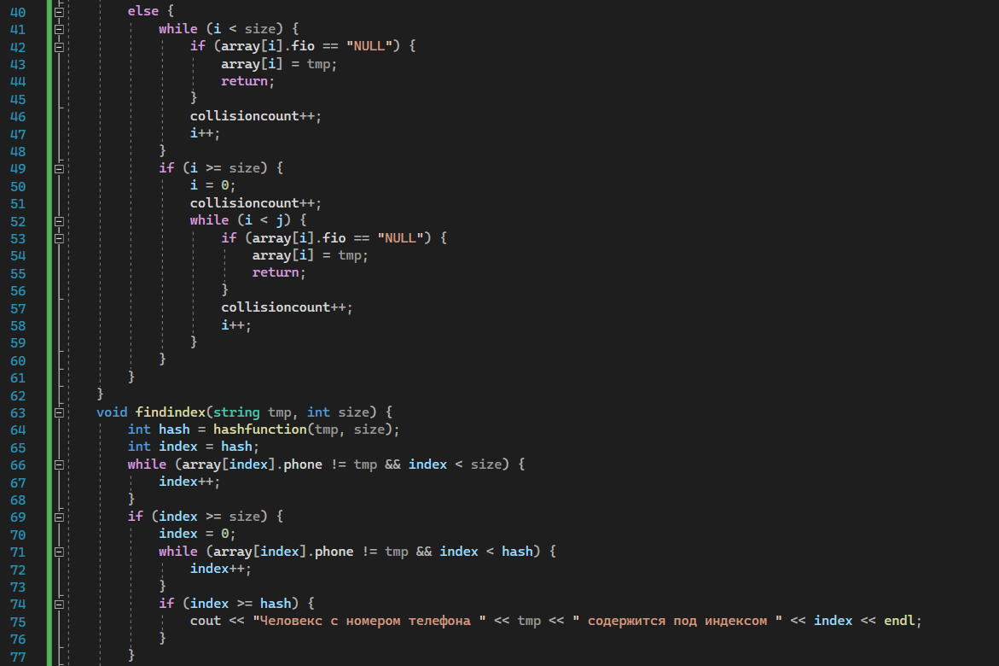 40 else {
41 while (i < size) {
42 if (array[i].fio == "NULL") {
43 array[i] = tmp;
44 return;
45 }
46 collisioncount++;
47 i++;
48 }
49 if (i >= size) {
50 i = 0;
51 collisioncount++;
52 while (i < j) {
53 if (array[i].fio == "NULL") {
54 array[i] = tmp;
55 return;
56 }
57 collisioncount++;
58 i++;
59 }
60 }
61 }
62 }
63 void findindex(string tmp, int size) {
64 int hash = hashfunction(tmp, size);
65 int index = hash;
66 while (array[index].phone != tmp && index < size) {
67 index++;
68 }
69 if (index >= size) {
70 index = 0;
71 while (array[index].phone != tmp && index < hash) {
72 index++;
73 }
74 if (index >= hash) {
75 cout << "Человекс с номером телефона " << tmp << " содержится под индексом " << index << endl;
76 }
77 }